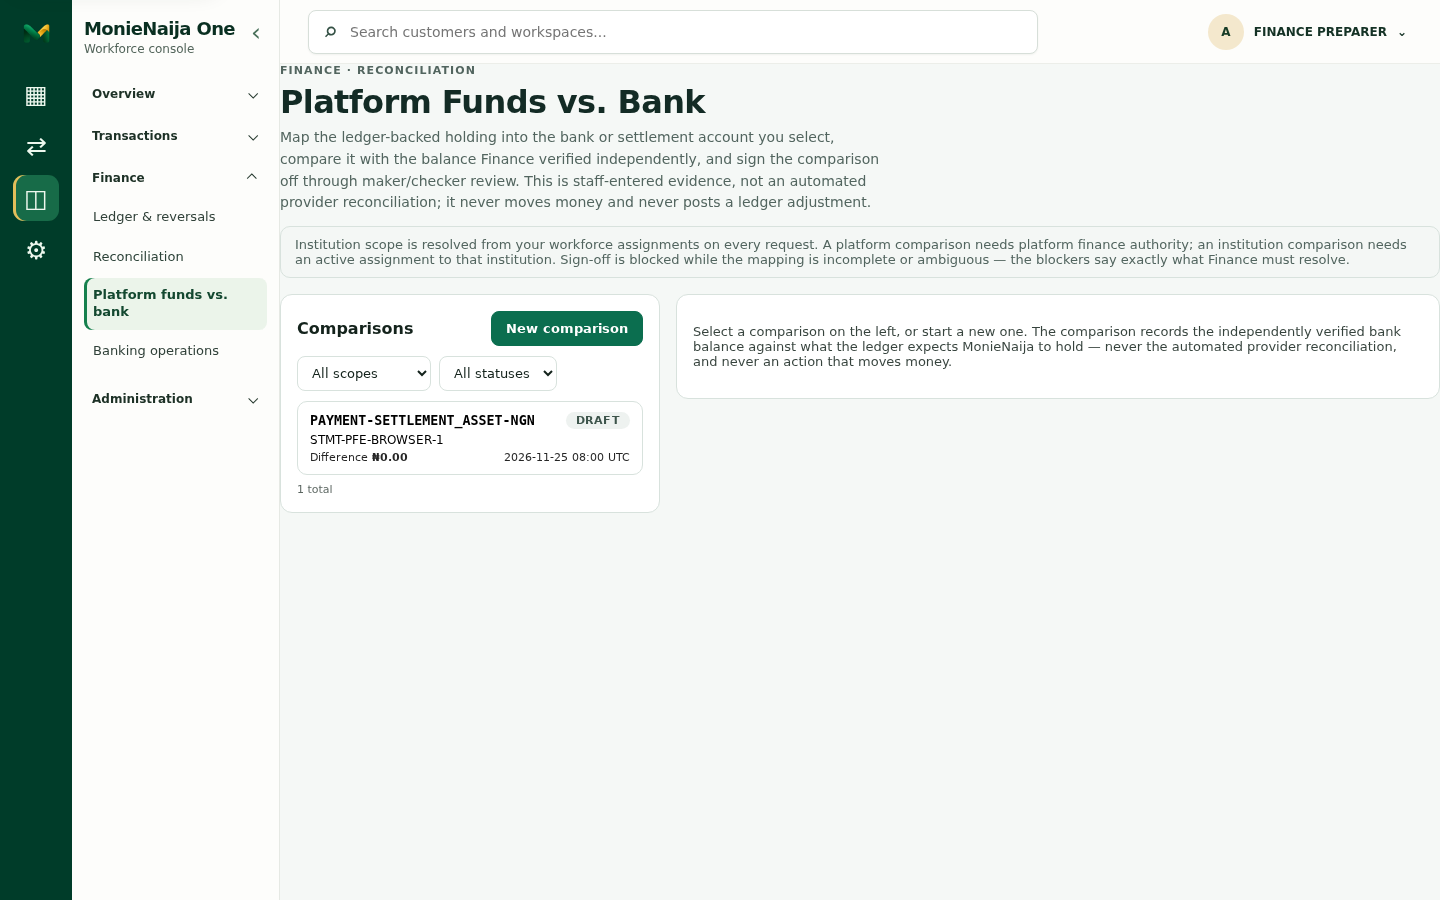 MonieNaija One
Workforce console
Overview
Transactions
Finance
Ledger & reversals
Reconciliation
Platform funds vs.
bank
Banking operations
Administration
Search customers and workspaces...
A
FINANCE PREPARER
FINANCE · RECONCILIATION
Platform Funds vs. Bank
Map the ledger-backed holding into the bank or settlement account you select,
compare it with the balance Finance verified independently, and sign the comparison
off through maker/checker review. This is staff-entered evidence, not an automated
provider reconciliation; it never moves money and never posts a ledger adjustment.
Institution scope is resolved from your workforce assignments on every request. A platform comparison needs platform finance authority; an institution comparison needs
an active assignment to that institution. Sign-off is blocked while the mapping is incomplete or ambiguous — the blockers say exactly what Finance must resolve.
Comparisons
New comparison
All scopes
All statuses
PAYMENT-SETTLEMENT_ASSET-NGN
DRAFT
STMT-PFE-BROWSER-1
Difference ₦0.00
2026-11-25 08:00 UTC
1 total
Select a comparison on the left, or start a new one. The comparison records the independently verified bank
balance against what the ledger expects MonieNaija to hold — never the automated provider reconciliation,
and never an action that moves money.